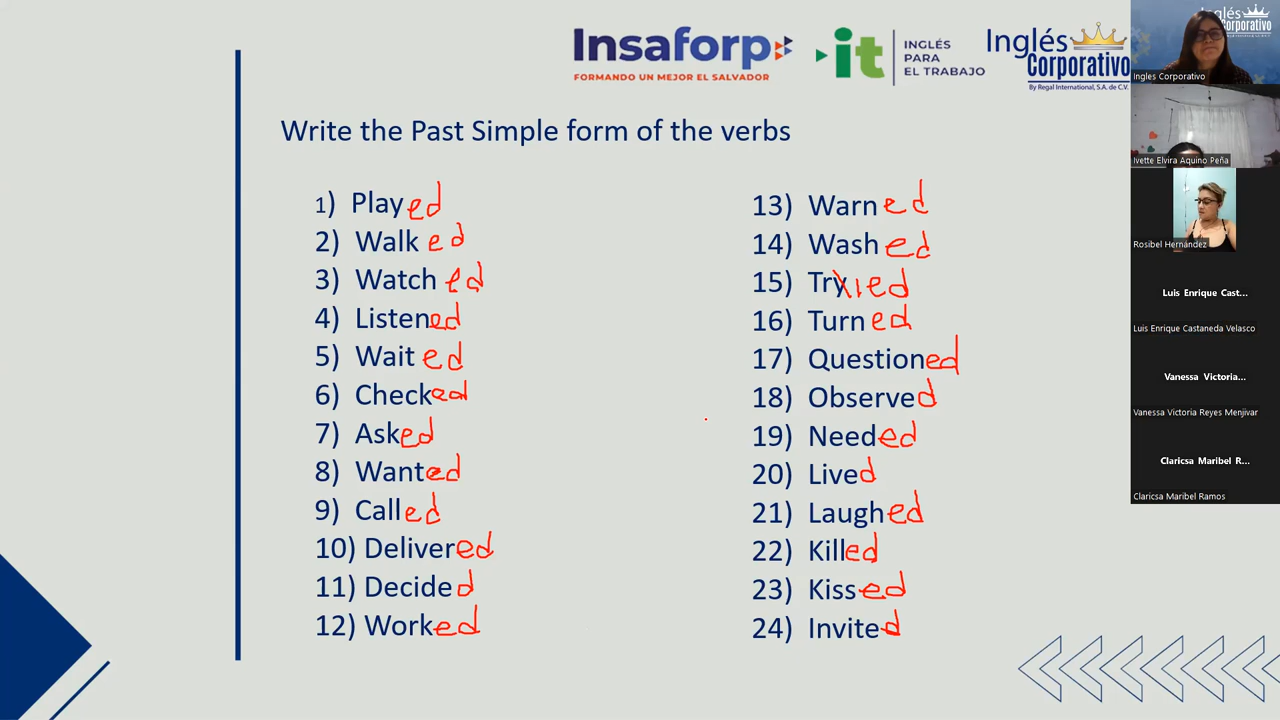 Insaforp
FORMANDO UN MEJOR EL SALVADOR
it
INGLÉS
PARA
EL TRABAJO
Inglés
Corporativo
By Regal International, S.A. de C.V.
Write the Past Simple form of the verbs
1) Played
2) Walked
3) Watched
4) Listened
5) Waited
6) Checked
7) Asked
8) Wanted
9) Called
10) Delivered
11) Decided
12) Worked
13) Warned
14) Washed
15) Tryied
16) Turned
17) Questioned
18) Observed
19) Needed
20) Lived
21) Laughed
22) Killed
23) Kissed
24) Invited
Inglés
Corporativo
Ingles Corporativo
Ivette Elvira Aquino Peña
Rosibel Hernández
Luis Enrique Cast...
Luis Enrique Castaneda Velasco
Vanessa Victoria...
Vanessa Victoria Reyes Menjivar
Claricsa Maribel R...
Claricsa Maribel Ramos